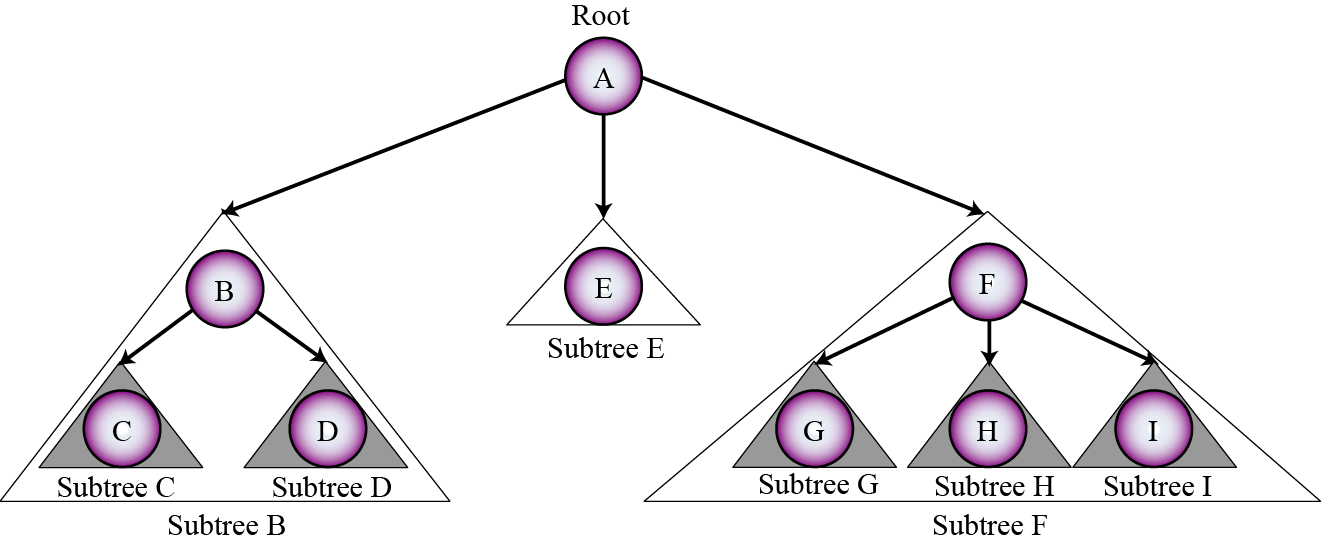 Root
A
B
E
F
Subtree E
C
D
G
H
I
Subtree C
Subtree D
Subtree G
Subtree H
Subtree I
Subtree B
Subtree F